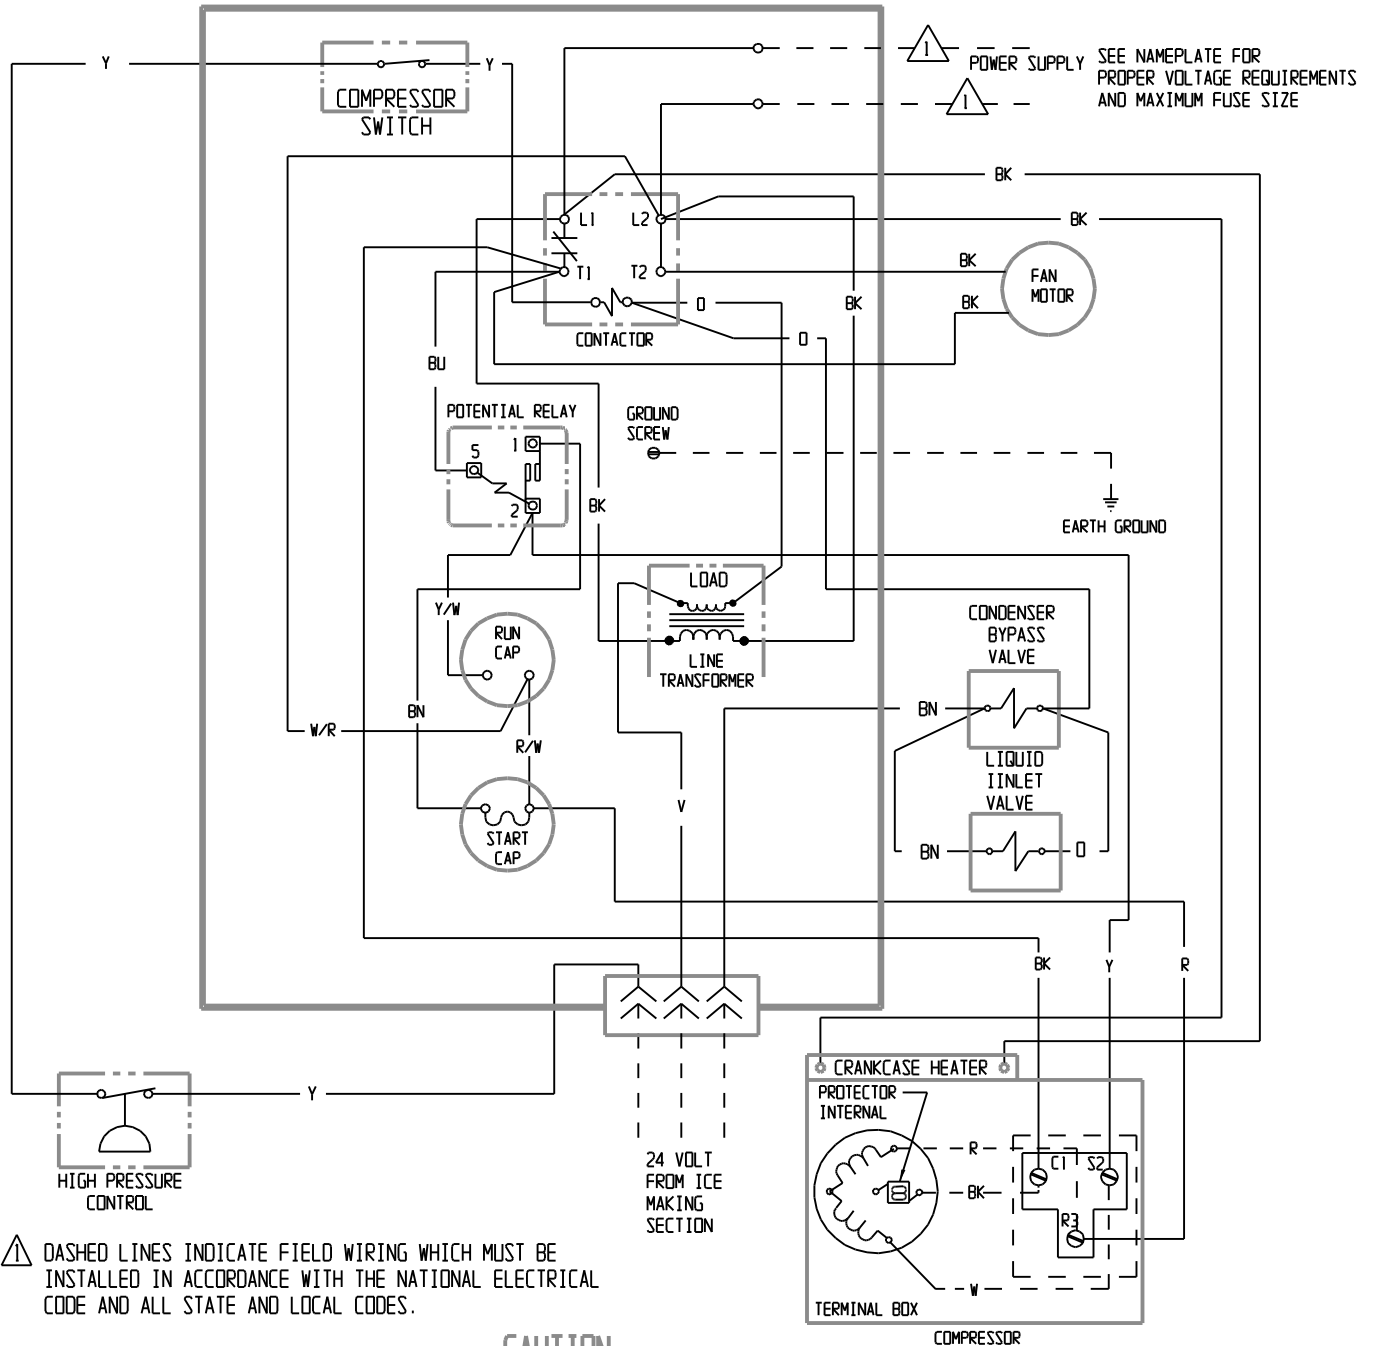 Y
Y
COMPRESSOR
SWITCH
1
1
POWER SUPPLY
SEE NAMEPLATE FOR
PROPER VOLTAGE REQUIREMENTS
AND MAXIMUM FUSE SIZE
BK
L1
L2
BK
T1
T2
BK
FAN
MOTOR
BK
O
BK
CONTACTOR
O
BU
POTENTIAL RELAY
GROUND
SCREW
1
5
2
BK
EARTH GROUND
LOAD
Y/W
RUN
CAP
CONDENSER
BYPASS
VALVE
LINE
TRANSFORMER
BN
W/R
R/W
BN
LIQUID
IINLET
VALVE
V
START
CAP
BN
O
BK
Y
R
CRANKCASE HEATER
PROTECTOR
INTERNAL
Y
R
C1
S2
BK
R3
W
TERMINAL BOX
COMPRESSOR
HIGH PRESSURE
CONTROL
24 VOLT
FROM ICE
MAKING
SECTION
1
DASHED LINES INDICATE FIELD WIRING WHICH MUST BE
INSTALLED IN ACCORDANCE WITH THE NATIONAL ELECTRICAL
CODE AND ALL STATE AND LOCAL CODES.
CAUTION